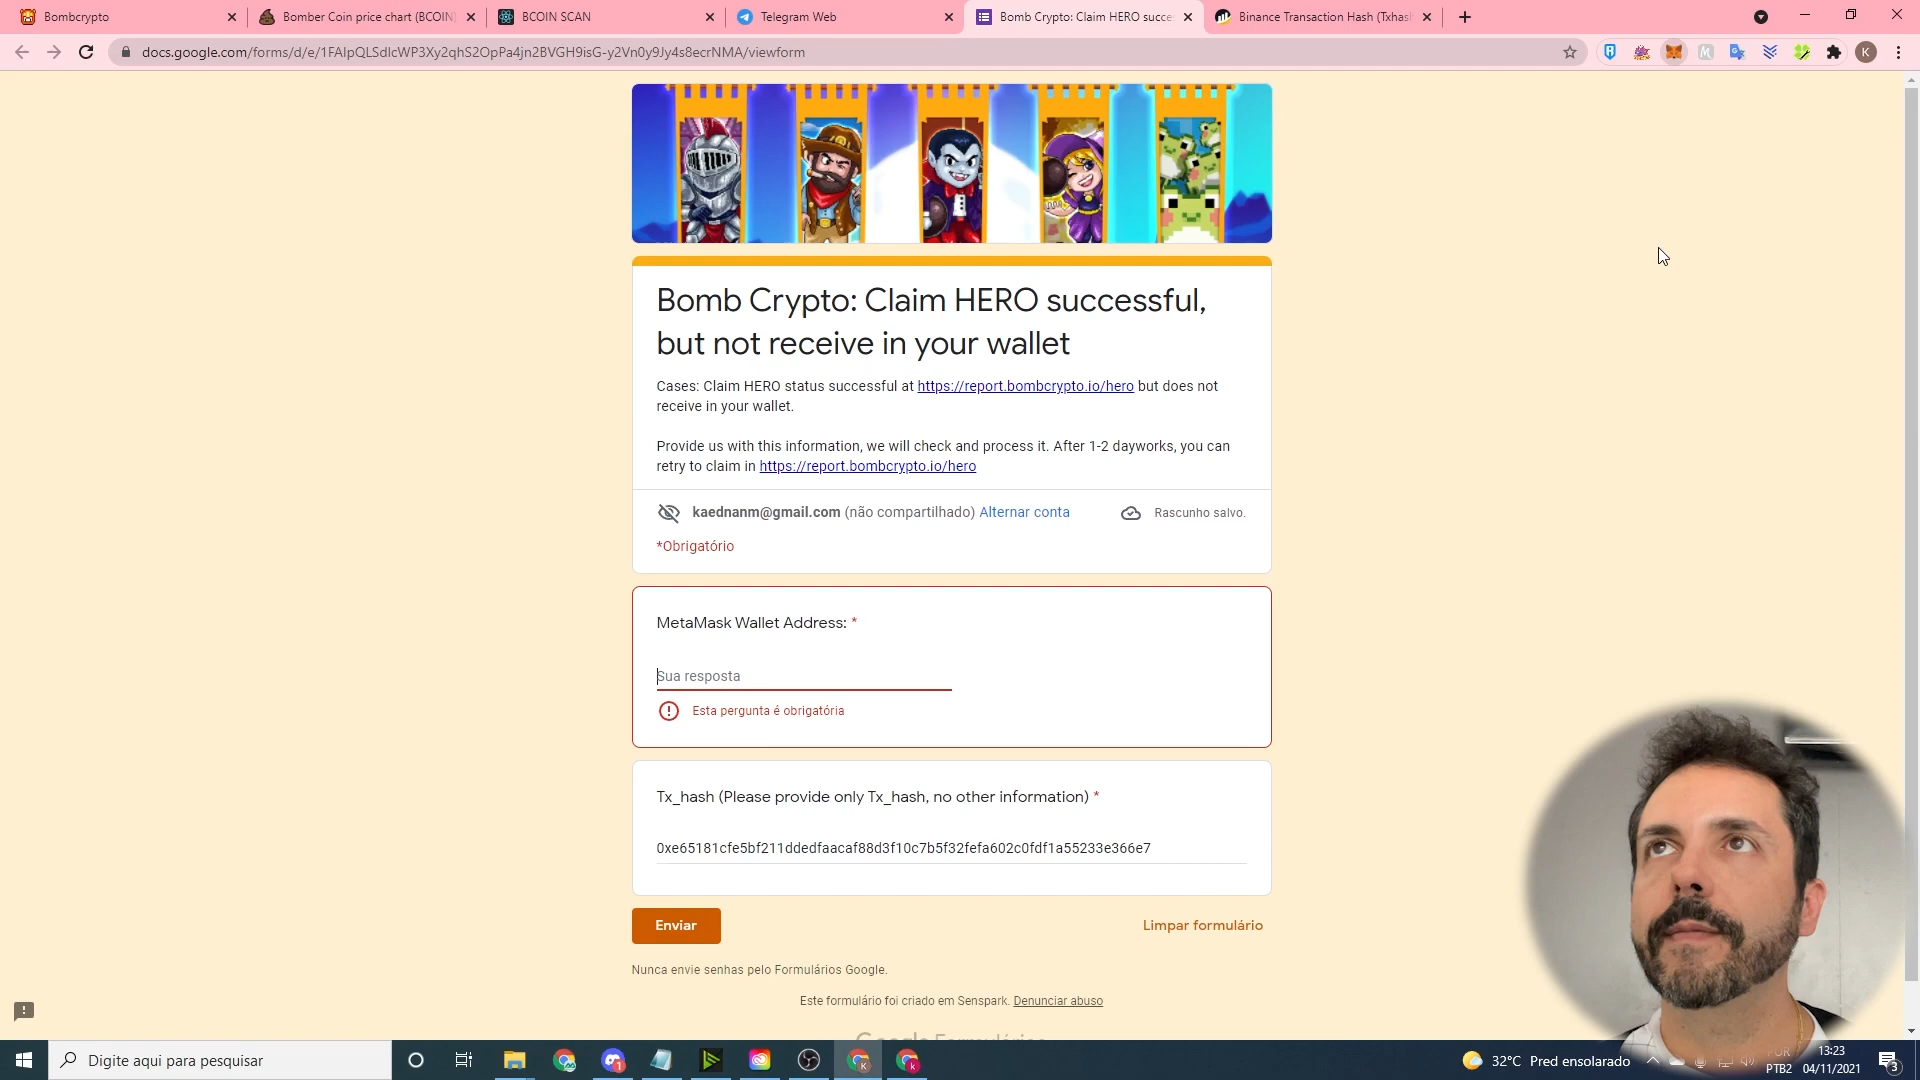 Bombcrypto
Bomber Coin price chart (BCOIN)
BCOIN SCAN
Telegram Web
Bomb Crypto: Claim HERO succe
Binance Transaction Hash (Txhas
docs.google.com/forms/d/e/1FAIpQLSdIcWP3Xy2qhS2OpPa4jn2BVGH9isG-y2Vn0y9Jy4s8ecrNMA/viewform
K
Bomb Crypto: Claim HERO successful,
but not receive in your wallet
Cases: Claim HERO status successful at https://report.bombcrypto.io/hero but does not
receive in your wallet.
Provide us with this information, we will check and process it. After 1-2 dayworks, you can
retry to claim in https://report.bombcrypto.io/hero
kaednanm@gmail.com (não compartilhado) Alternar conta
Rascunho salvo.
*Obrigatório
MetaMask Wallet Address: *
Sua resposta
Esta pergunta é obrigatória
Tx_hash (Please provide only Tx_hash, no other information) *
0xe65181cfe5bf211ddedfaacaf88d3f10c7b5f32fefa602c0fdf1a55233e366e7
Enviar
Limpar formulário
Nunca envie senhas pelo Formulários Google.
Este formulário foi criado em Senspark. Denunciar abuso
Google Formulários
Digite aqui para pesquisar
32°C Pred ensolarado
POR
PTB2
13:23
04/11/2021
3